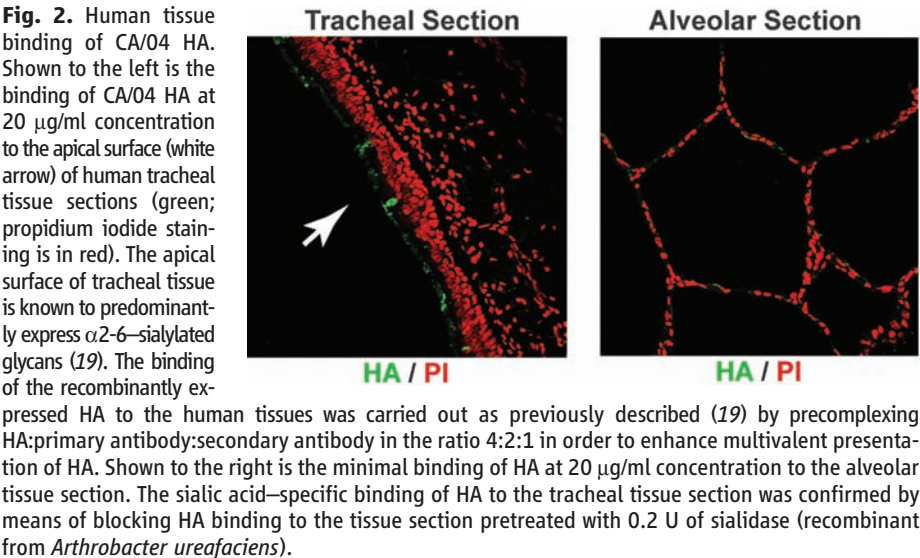 Fig. 2. Human tissue
binding of CA/04 HA.
Shown to the left is the
binding of CA/04 HA at
20 μg/ml concentration
to the apical surface (white
arrow) of human tracheal
tissue sections (green;
propidium iodide stain-
ing is in red). The apical
surface of tracheal tissue
is known to predominant-
ly express α2-6–sialylated
glycans (19). The binding
of the recombinantly ex-
Tracheal Section
HA / PI
Alveolar Section
HA / PI
pressed HA to the human tissues was carried out as previously described (19) by precomplexing
HA:primary antibody:secondary antibody in the ratio 4:2:1 in order to enhance multivalent presenta-
tion of HA. Shown to the right is the minimal binding of HA at 20 μg/ml concentration to the alveolar
tissue section. The sialic acid–specific binding of HA to the tracheal tissue section was confirmed by
means of blocking HA binding to the tissue section pretreated with 0.2 U of sialidase (recombinant
from Arthrobacter ureafaciens).